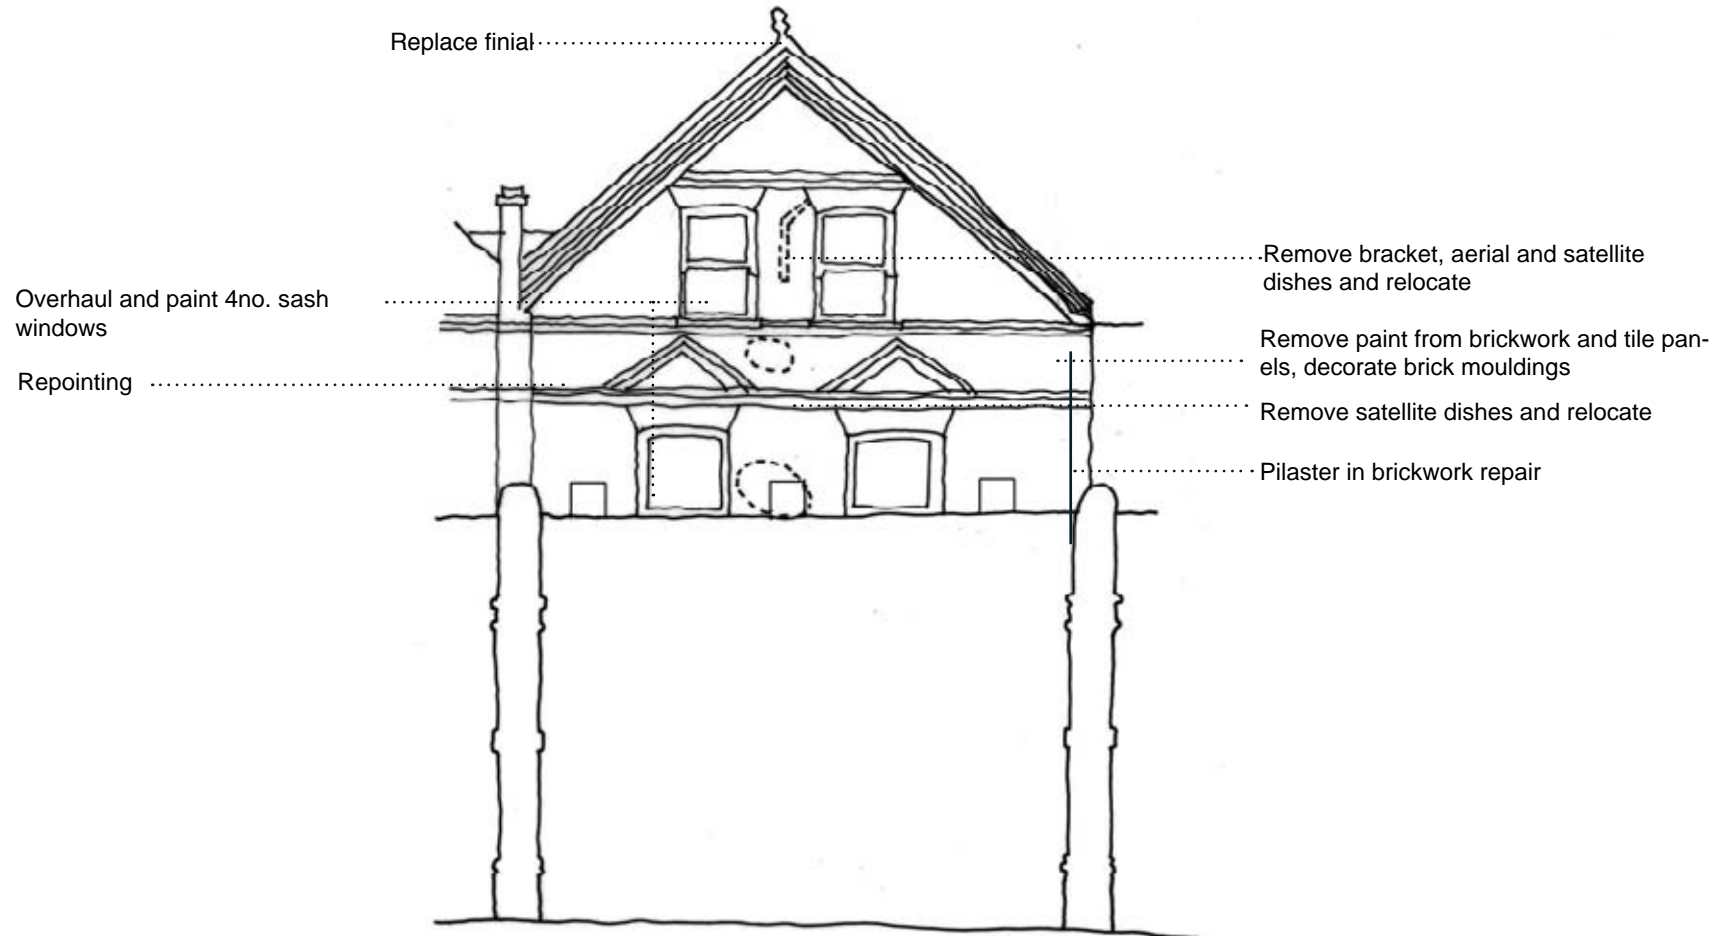 Replace finial
Overhaul and paint 4no. sash
windows
Repointing
Remove bracket, aerial and satellite
dishes and relocate
Remove paint from brickwork and tile pan-
els, decorate brick mouldings
Remove satellite dishes and relocate
Pilaster in brickwork repair